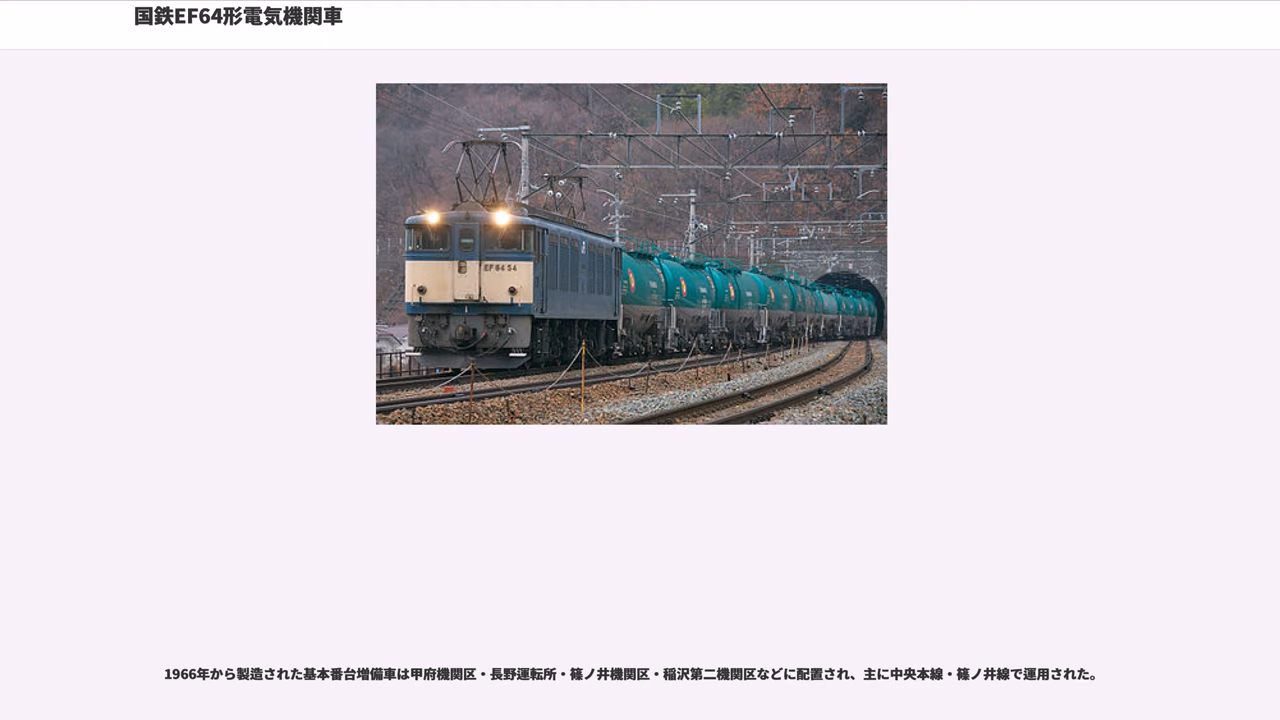 国鉄EF64形電気機関車
EF64 54
1966年から製造された基本番台増備車は甲府機関区・長野運転所・篠ノ井機関区・稲沢第二機関区などに配置され、主に中央本線・篠ノ井線で運用された。